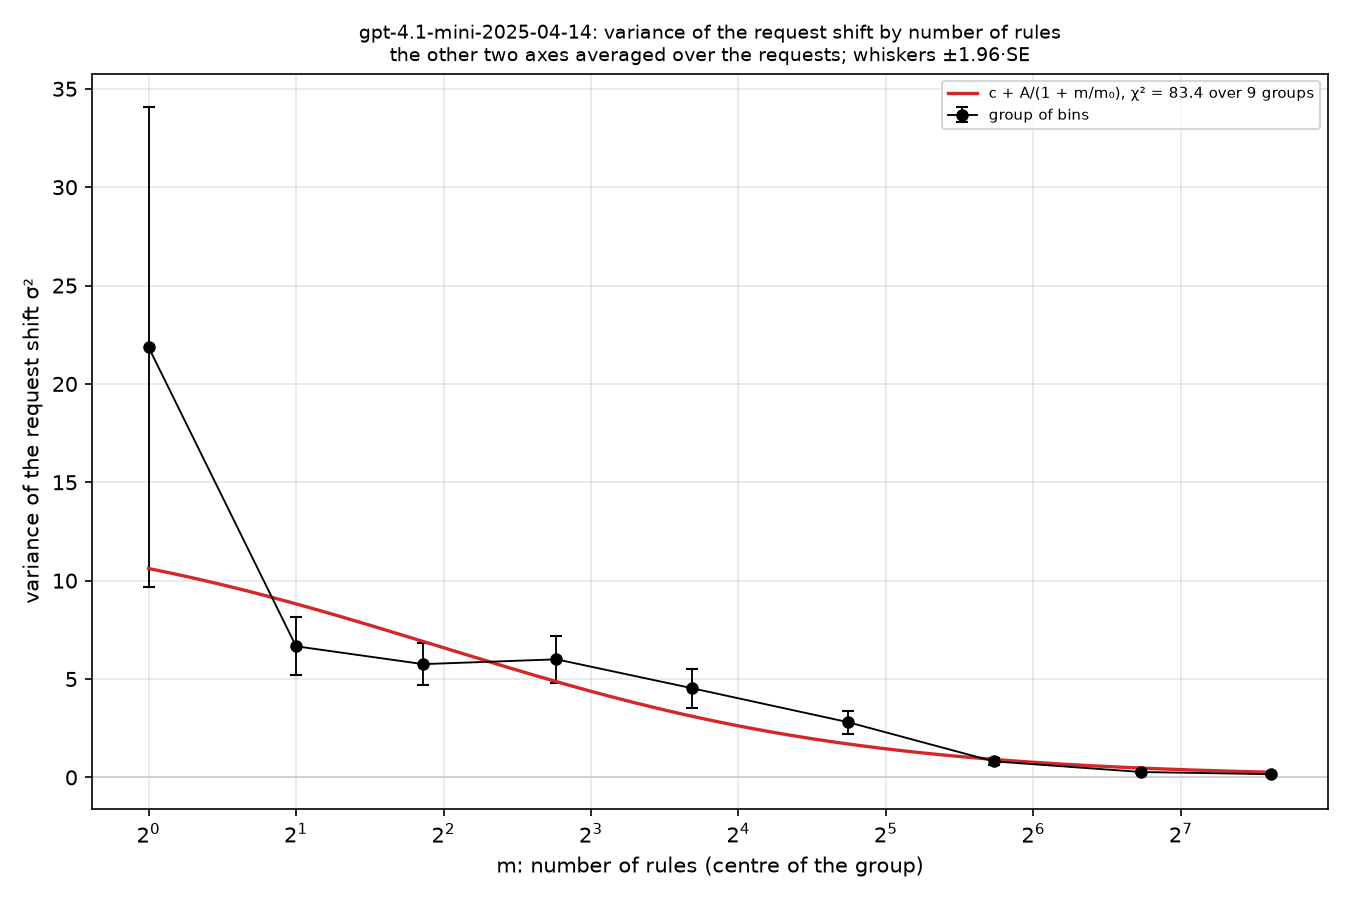 gpt-4.1-mini-2025-04-14: variance of the request shift by number of rules
the other two axes averaged over the requests; whiskers ±1.96·SE
c + A/(1 + m/m₀), χ² = 83.4 over 9 groups
group of bins
variance of the request shift σ²
35
30
25
20
15
10
5
0
2⁰ 2¹ 2² 2³ 2⁴ 2⁵ 2⁶ 2⁷
m: number of rules (centre of the group)